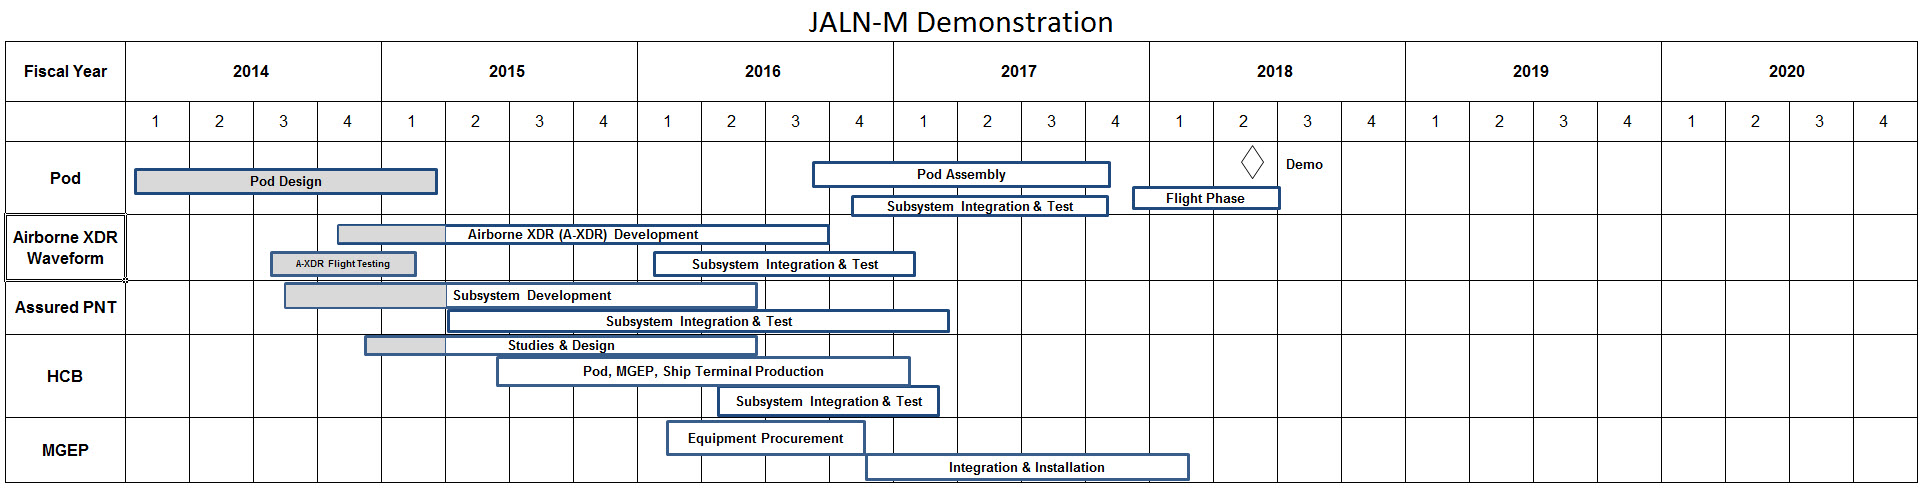 JALN-M Demonstration
Fiscal Year 2014 2015 2016 2017 2018 2019 2020
1 2 3 4 1 2 3 4 1 2 3 4 1 2 3 4 1 2 3 4 1 2 3 4 1 2 3 4
Pod
Pod Design
Pod Assembly
Demo
Subsystem Integration & Test
Flight Phase
Airborne XDR
Waveform
Airborne XDR (A-XDR) Development
A-XDR Flight Testing
Subsystem Integration & Test
Assured PNT
Subsystem Development
Subsystem Integration & Test
HCB
Studies & Design
Pod, MGEP, Ship Terminal Production
Subsystem Integration & Test
MGEP
Equipment Procurement
Integration & Installation